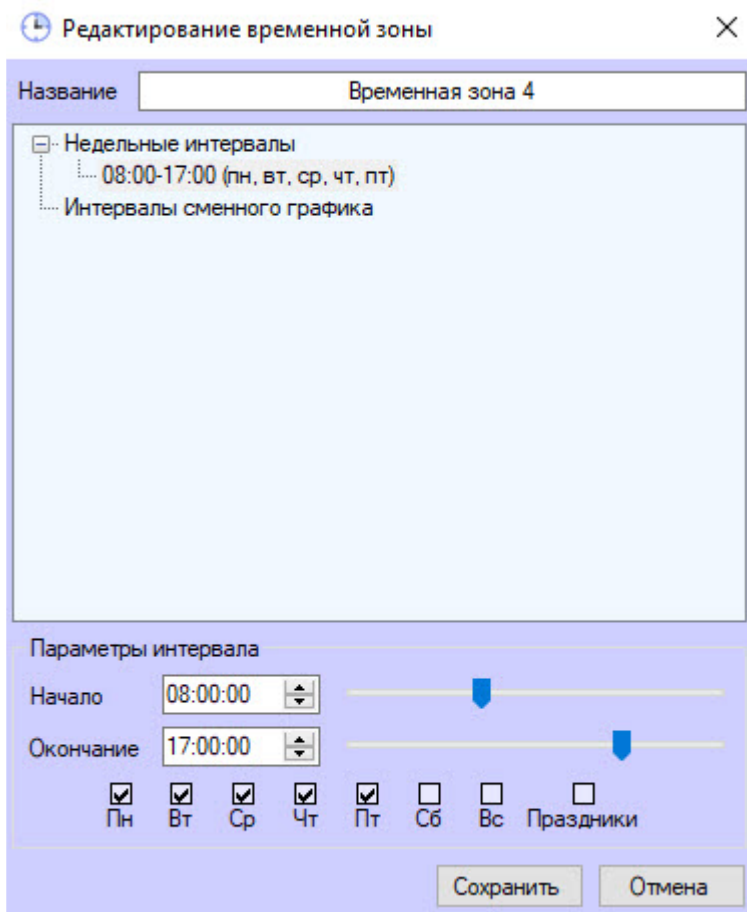 Редактирование временной зоны
Название Временная зона 4
Недельные интервалы
08:00-17:00 (пн, вт, ср, чт, пт)
Интервалы сменного графика
Параметры интервала
Начало 08:00:00
Окончание 17:00:00
Пн Вт Ср Чт Пт Сб Вс Праздники
Сохранить Отмена